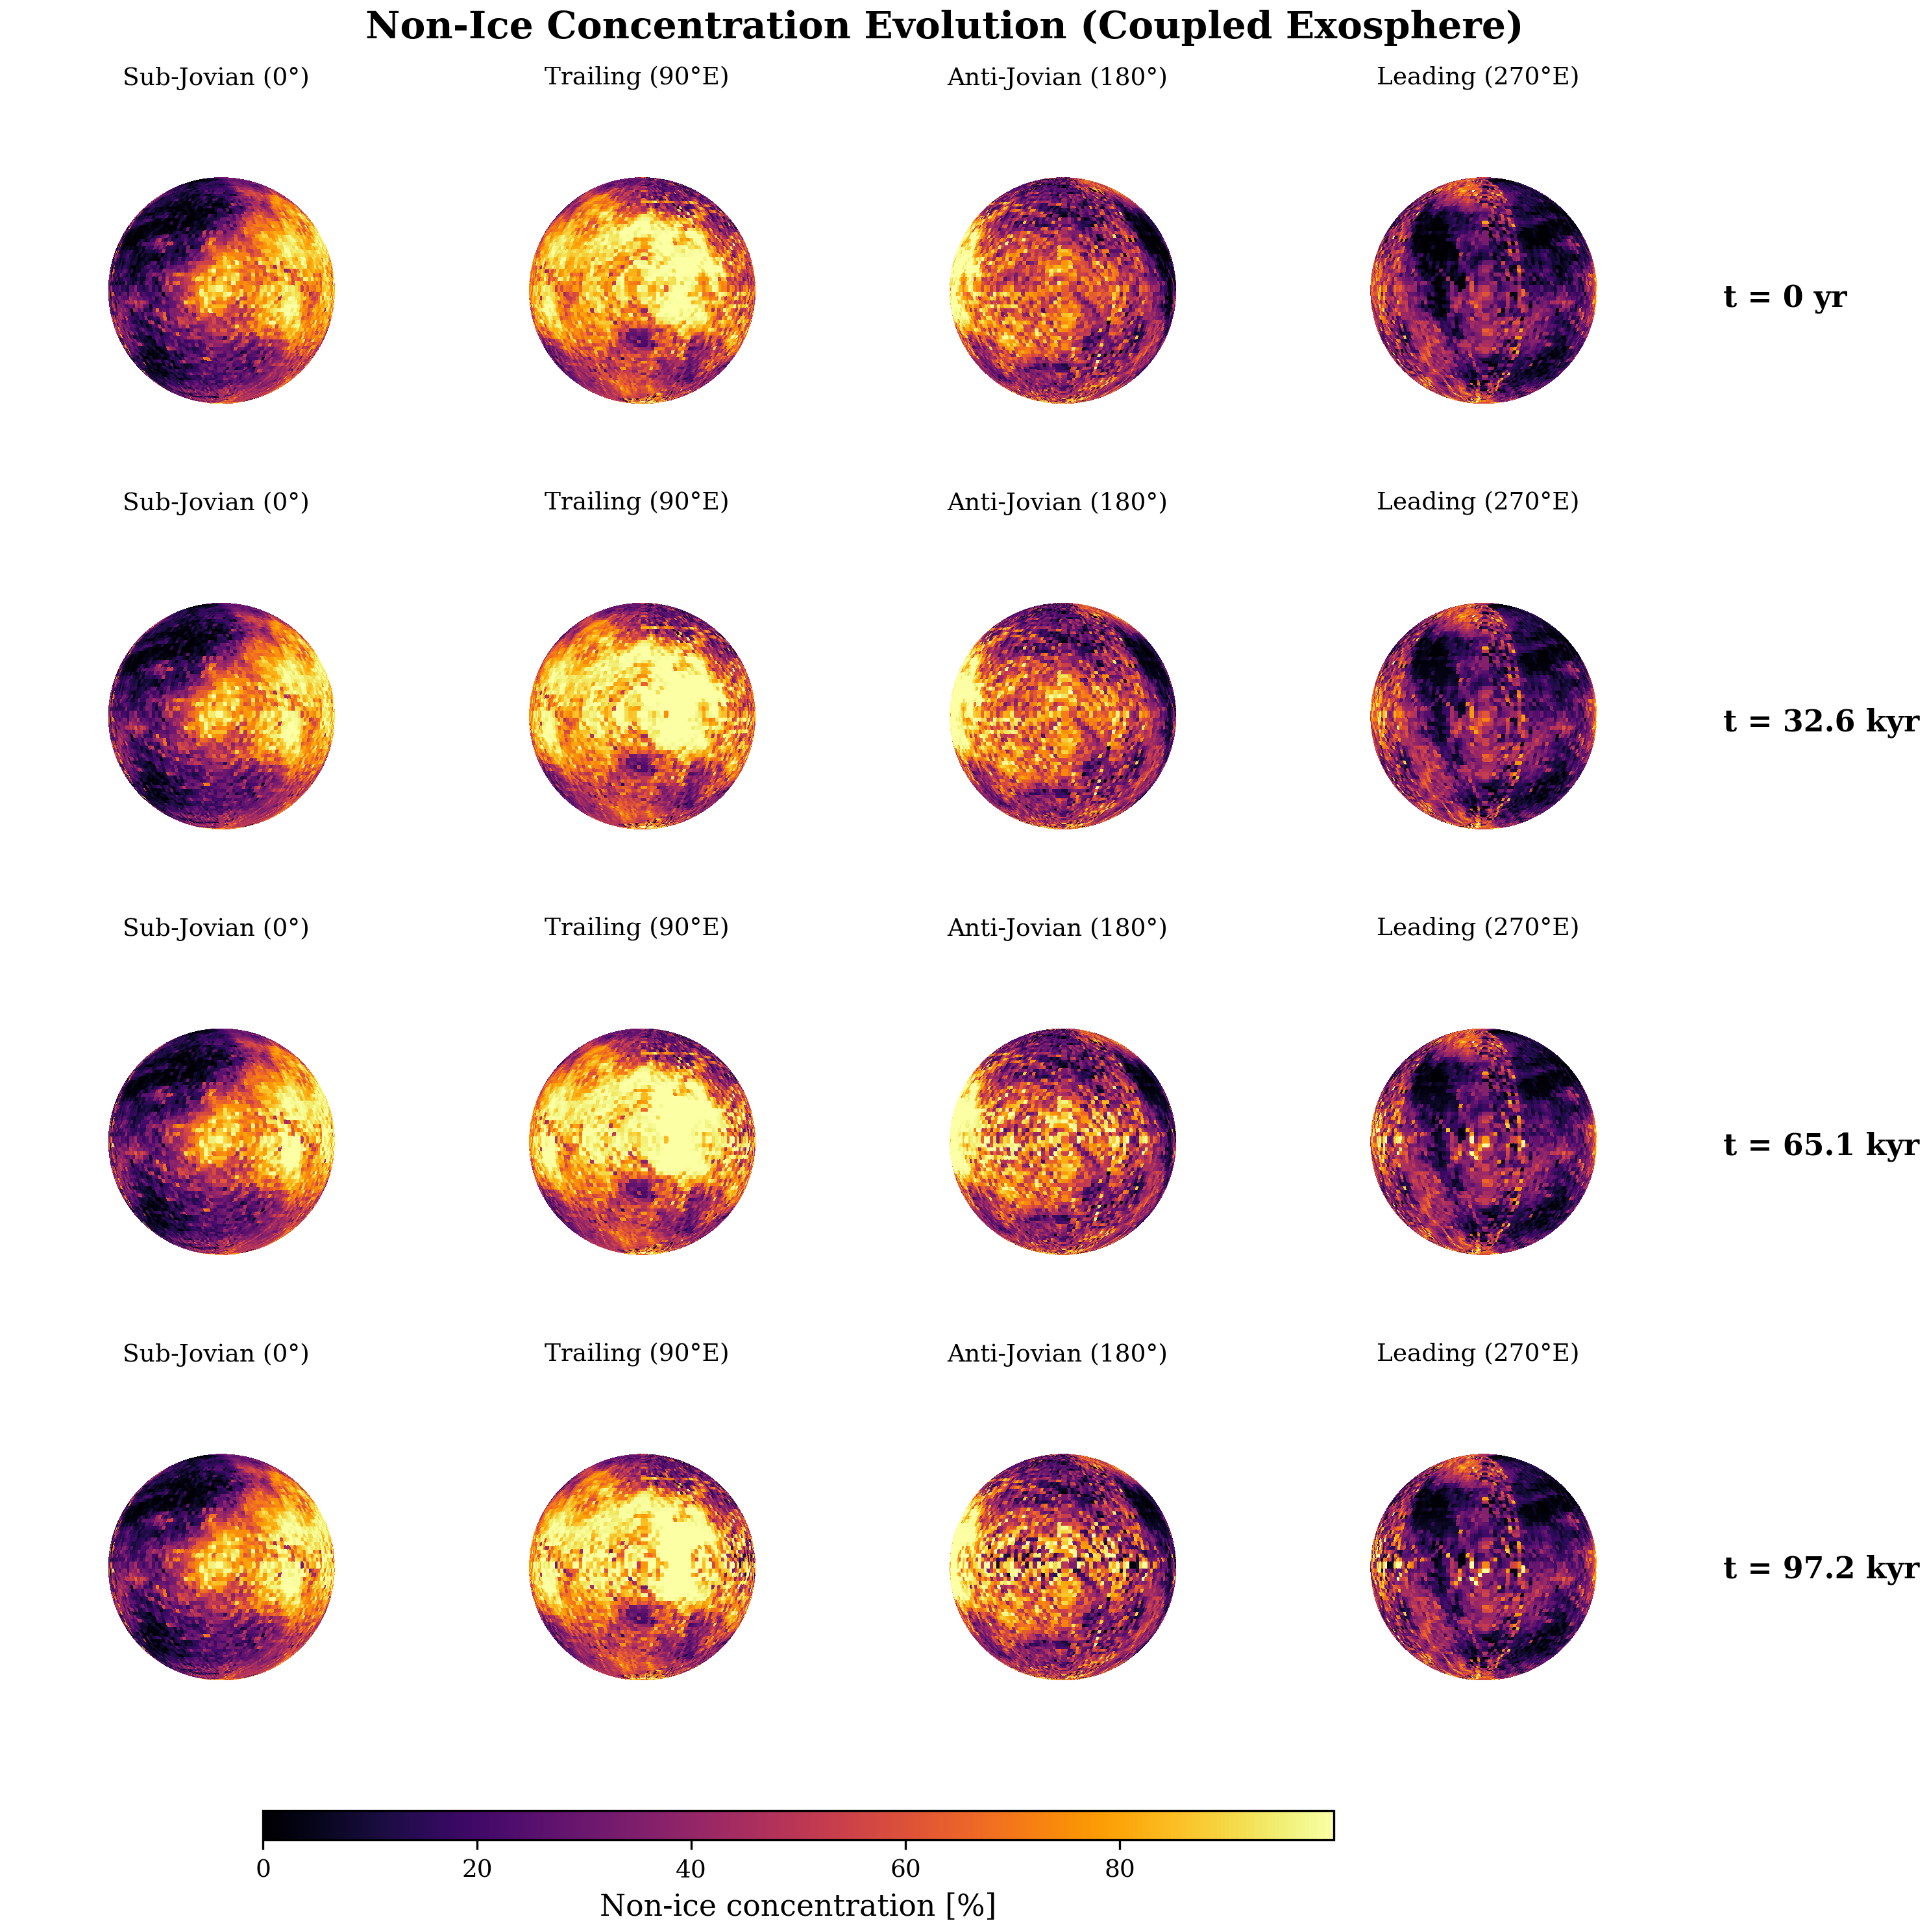 Non-Ice Concentration Evolution (Coupled Exosphere)
Sub-Jovian (0°) Trailing (90°E) Anti-Jovian (180°) Leading (270°E)
t = 0 yr
Sub-Jovian (0°) Trailing (90°E) Anti-Jovian (180°) Leading (270°E)
t = 32.6 kyr
Sub-Jovian (0°) Trailing (90°E) Anti-Jovian (180°) Leading (270°E)
t = 65.1 kyr
Sub-Jovian (0°) Trailing (90°E) Anti-Jovian (180°) Leading (270°E)
t = 97.2 kyr
0 20 40 60 80
Non-ice concentration [%]